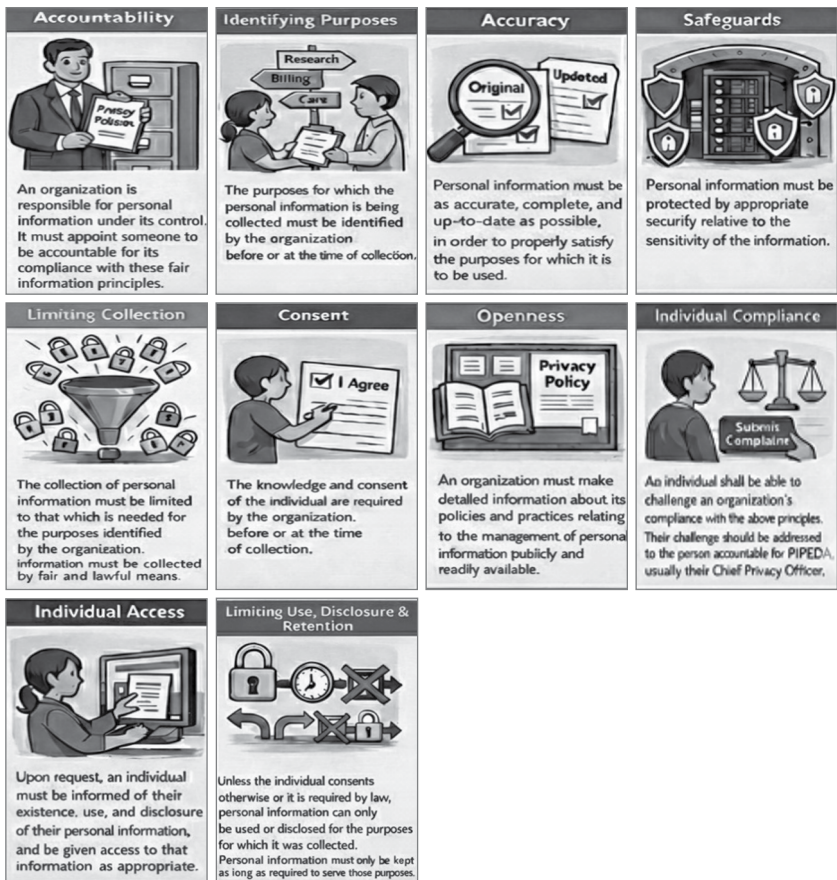 Accountability
An organization is
responsible for personal
information under its control.
It must appoint someone to
be accountable for its
compliance with these fair
information principles.
Identifying Purposes
Research
Billing
Care
The purposes for which the
personal information is being
collected must be identified
by the organization
before or at the time of collection.
Accuracy
Original
Updated
Personal information must be
as accurate, complete, and
up-to-date as possible,
in order to properly satisfy
the purposes for which it is
to be used.
Safeguards
Personal information must be
protected by appropriate
securify relative to the
sensitivity of the information.
Limiting Collection
The collection of personal
information must be limited
to that which is needed for
the purposes identified
by the organization.
information must be collected
by fair and lawful means.
Consent
I Agree
The knowledge and consent
of the individual are required
by the organization.
before or at the time
of collection.
Openness
Privacy
Policy
An organization must make
detailed information about its
policies and practices relating
to the management of personal
information publicly and
readily available.
Individual Compliance
An individual shall be able to
challenge an organization's
compliance with the above principles.
Their challenge should be addressed
to the person accountable for PIPEDA,
usually their Chief Privacy Officer,
Individual Access
Upon request, an individual
must be informed of their
existence. use, and disclosure
of their personal information,
and be given access to that
information as appropriate.
Limiting Use, Disclosure &
Retention
Unless the individual consents
otherwise or it is required by law,
personal information can only
be used or disclosed for the purposes
for which it was collected.
Personal information must only be kept
as long as required to serve those purposes.